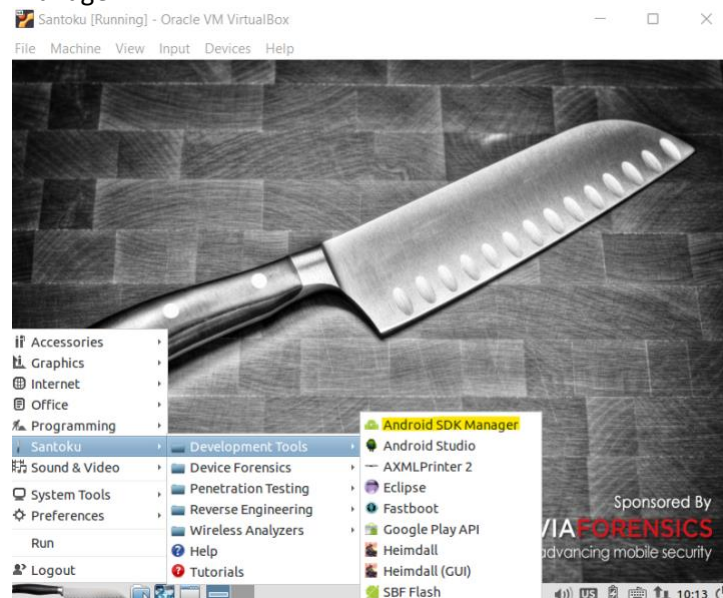 Santoku [Running] - Oracle VM VirtualBox
File Machine View Input Devices Help
Accessories
Graphics
Internet
Office
Programming
Santoku
Sound & Video
System Tools
Preferences
Run
Logout
Development Tools
Device Forensics
Penetration Testing
Reverse Engineering
Wireless Analyzers
Help
Tutorials
Android SDK Manager
Android Studio
AXMLPrinter 2
Eclipse
Fastboot
Google Play API
Heimdall
Heimdall (GUI)
SBF Flash
Sponsored By
VIAFORENSICS
advancing mobile security
US 10:13